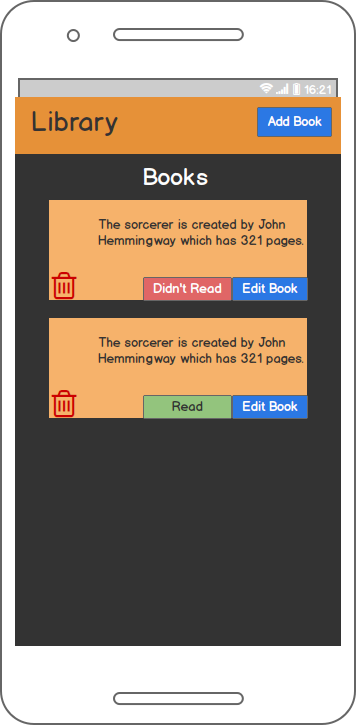 16:21
Library
Add Book
Books
The sorcerer is created by John
Hemmingway which has 321 pages.
Didn't Read
Edit Book
The sorcerer is created by John
Hemmingway which has 321 pages.
Read
Edit Book